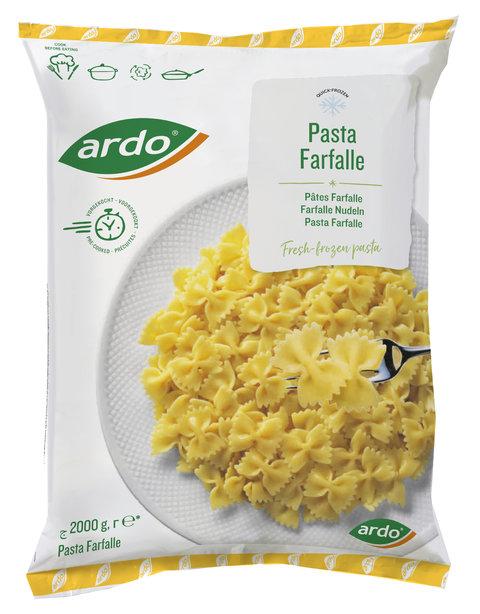 COOK
BEFORE EATING
ardo®
VORGEKOCHT - VOORGEKOOKT
PRE-COOKED - PRÉCUITES
QUICK-FROZEN
Pasta
Farfalle
Pâtes Farfalle
Farfalle Nudeln
Pasta Farfalle
Fresh-frozen pasta
2000 g, г ℮*
Pasta Farfalle
ardo®